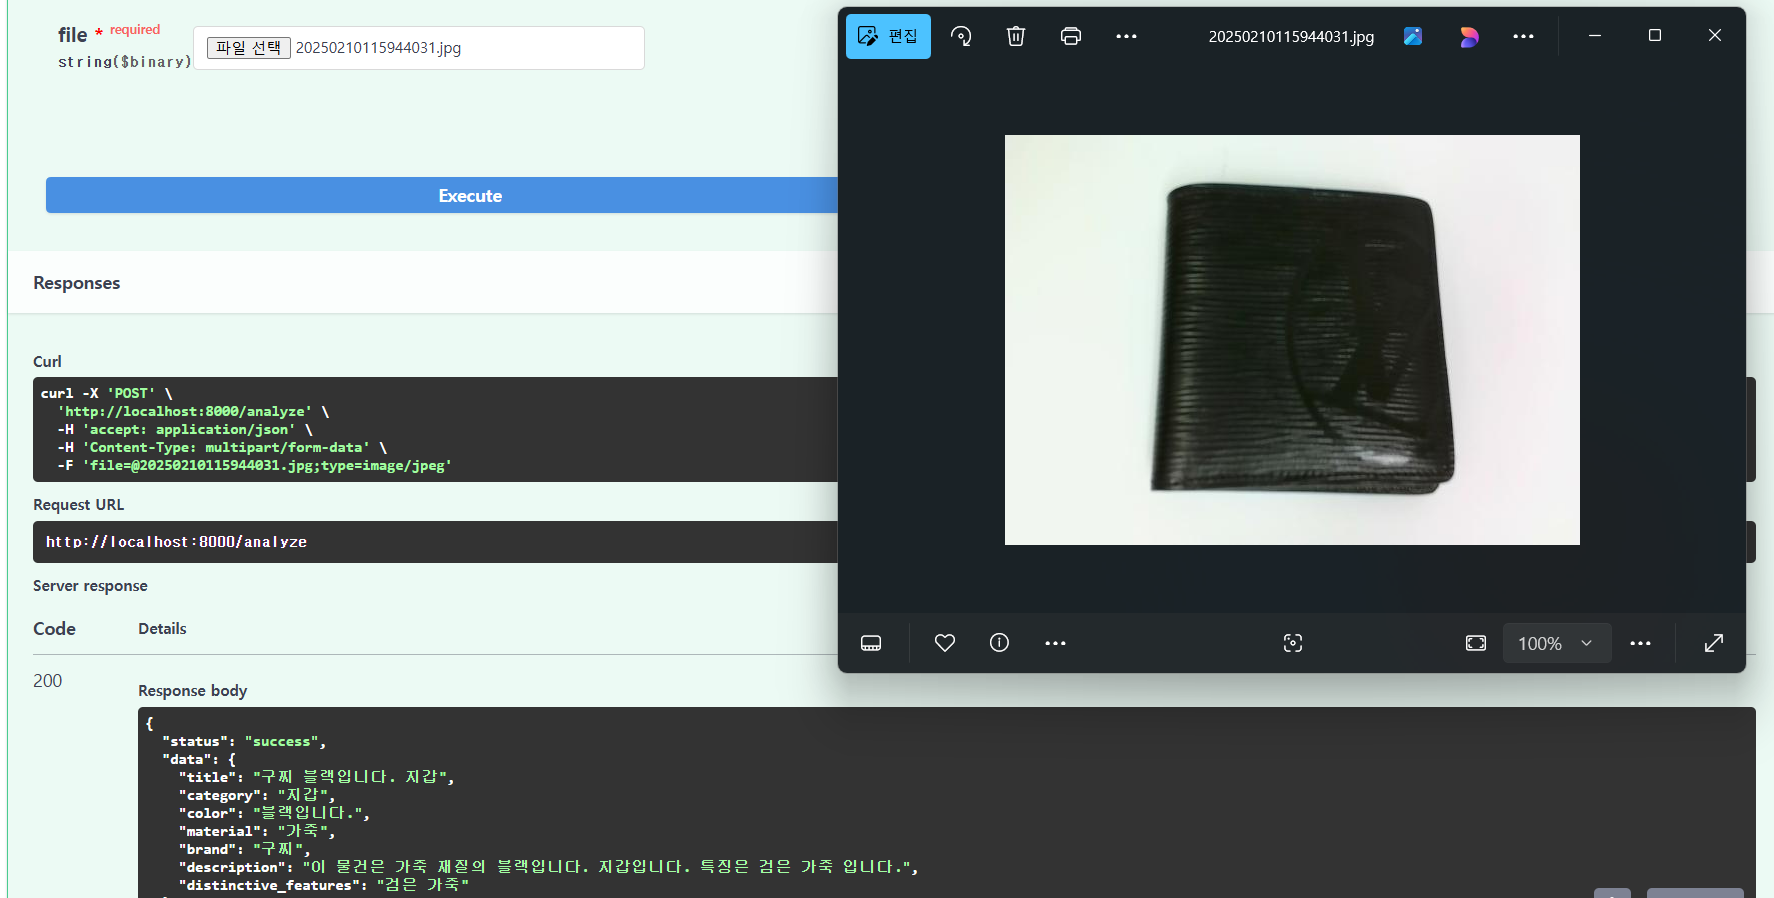 file * required
string($binary)
파일 선택 20250210115944031.jpg
Execute
Responses
Curl
curl -X 'POST' \
'http://localhost:8000/analyze' \
-H 'accept: application/json' \
-H 'Content-Type: multipart/form-data' \
-F 'file=@20250210115944031.jpg;type=image/jpeg'
Request URL
http://localhost:8000/analyze
Server response
Code Details
200
Response body
{
"status": "success",
"data": {
"title": "구찌 블랙입니다. 지갑",
"category": "지갑",
"color": "블랙입니다.",
"material": "가죽",
"brand": "구찌",
"description": "이 물건은 가죽 재질의 블랙입니다. 지갑입니다. 특징은 검은 가죽 입니다.",
"distinctive_features": "검은 가죽"
편집
20250210115944031.jpg
100%